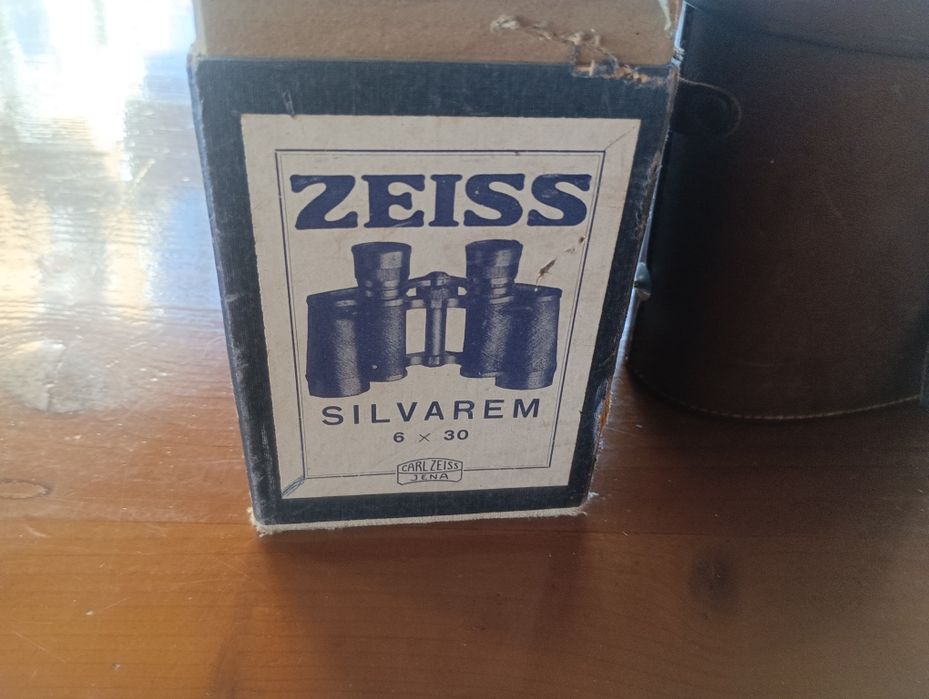 ZEISS
SILVAREM
6 × 30
CARL ZEISS
JENA